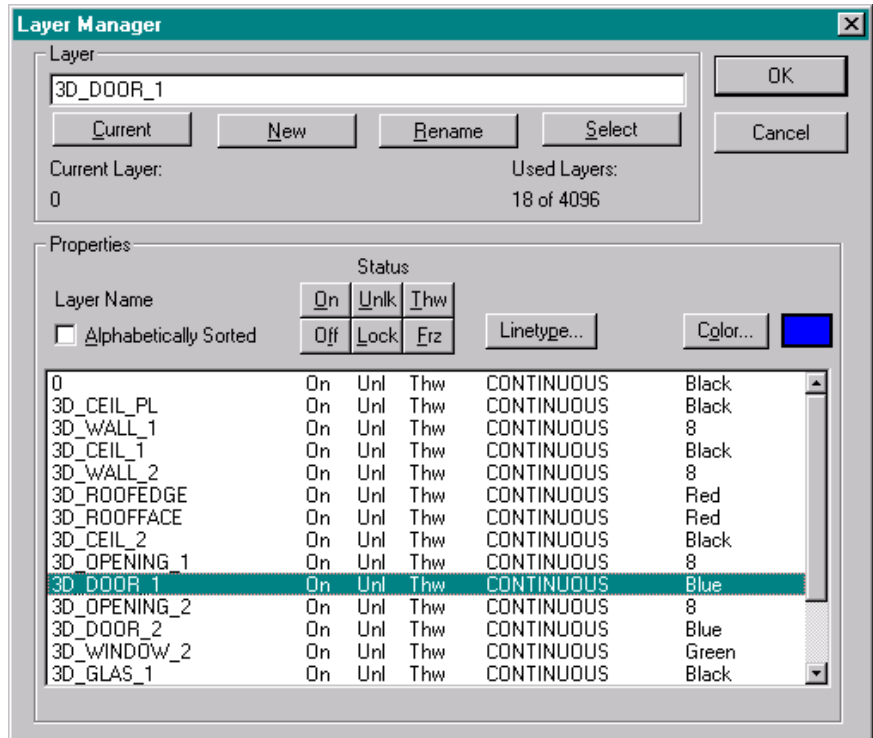 Layer Manager
Layer
3D_DOOR_1
OK
Current New Rename Select
Cancel
Current Layer: Used Layers:
0 18 of 4096
Properties
Status
Layer Name On Unlk Thw
Alphabetically Sorted Off Lock Frz Linetype... Color...
0 On Unl Thw CONTINUOUS Black
3D_CEIL_PL On Unl Thw CONTINUOUS Black
3D_WALL_1 On Unl Thw CONTINUOUS 8
3D_CEIL_1 On Unl Thw CONTINUOUS Black
3D_WALL_2 On Unl Thw CONTINUOUS 8
3D_ROOFEDGE On Unl Thw CONTINUOUS Red
3D_ROOFFACE On Unl Thw CONTINUOUS Red
3D_CEIL_2 On Unl Thw CONTINUOUS Black
3D_OPENING_1 On Unl Thw CONTINUOUS 8
3D_DOOR_1 On Unl Thw CONTINUOUS Blue
3D_OPENING_2 On Unl Thw CONTINUOUS 8
3D_DOOR_2 On Unl Thw CONTINUOUS Blue
3D_WINDOW_2 On Unl Thw CONTINUOUS Green
3D_GLAS_1 On Unl Thw CONTINUOUS Black